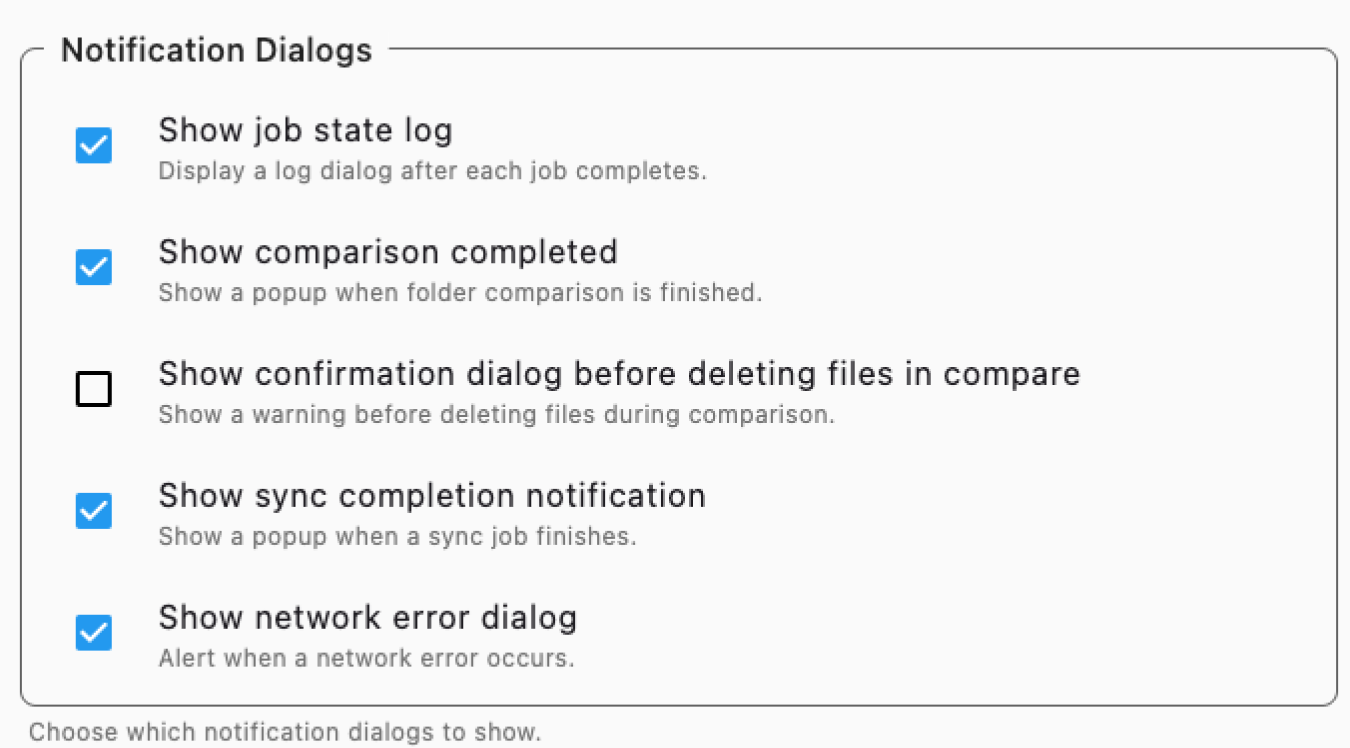 Notification Dialogs
Show job state log
Display a log dialog after each job completes.
Show comparison completed
Show a popup when folder comparison is finished.
Show confirmation dialog before deleting files in compare
Show a warning before deleting files during comparison.
Show sync completion notification
Show a popup when a sync job finishes.
Show network error dialog
Alert when a network error occurs.
Choose which notification dialogs to show.